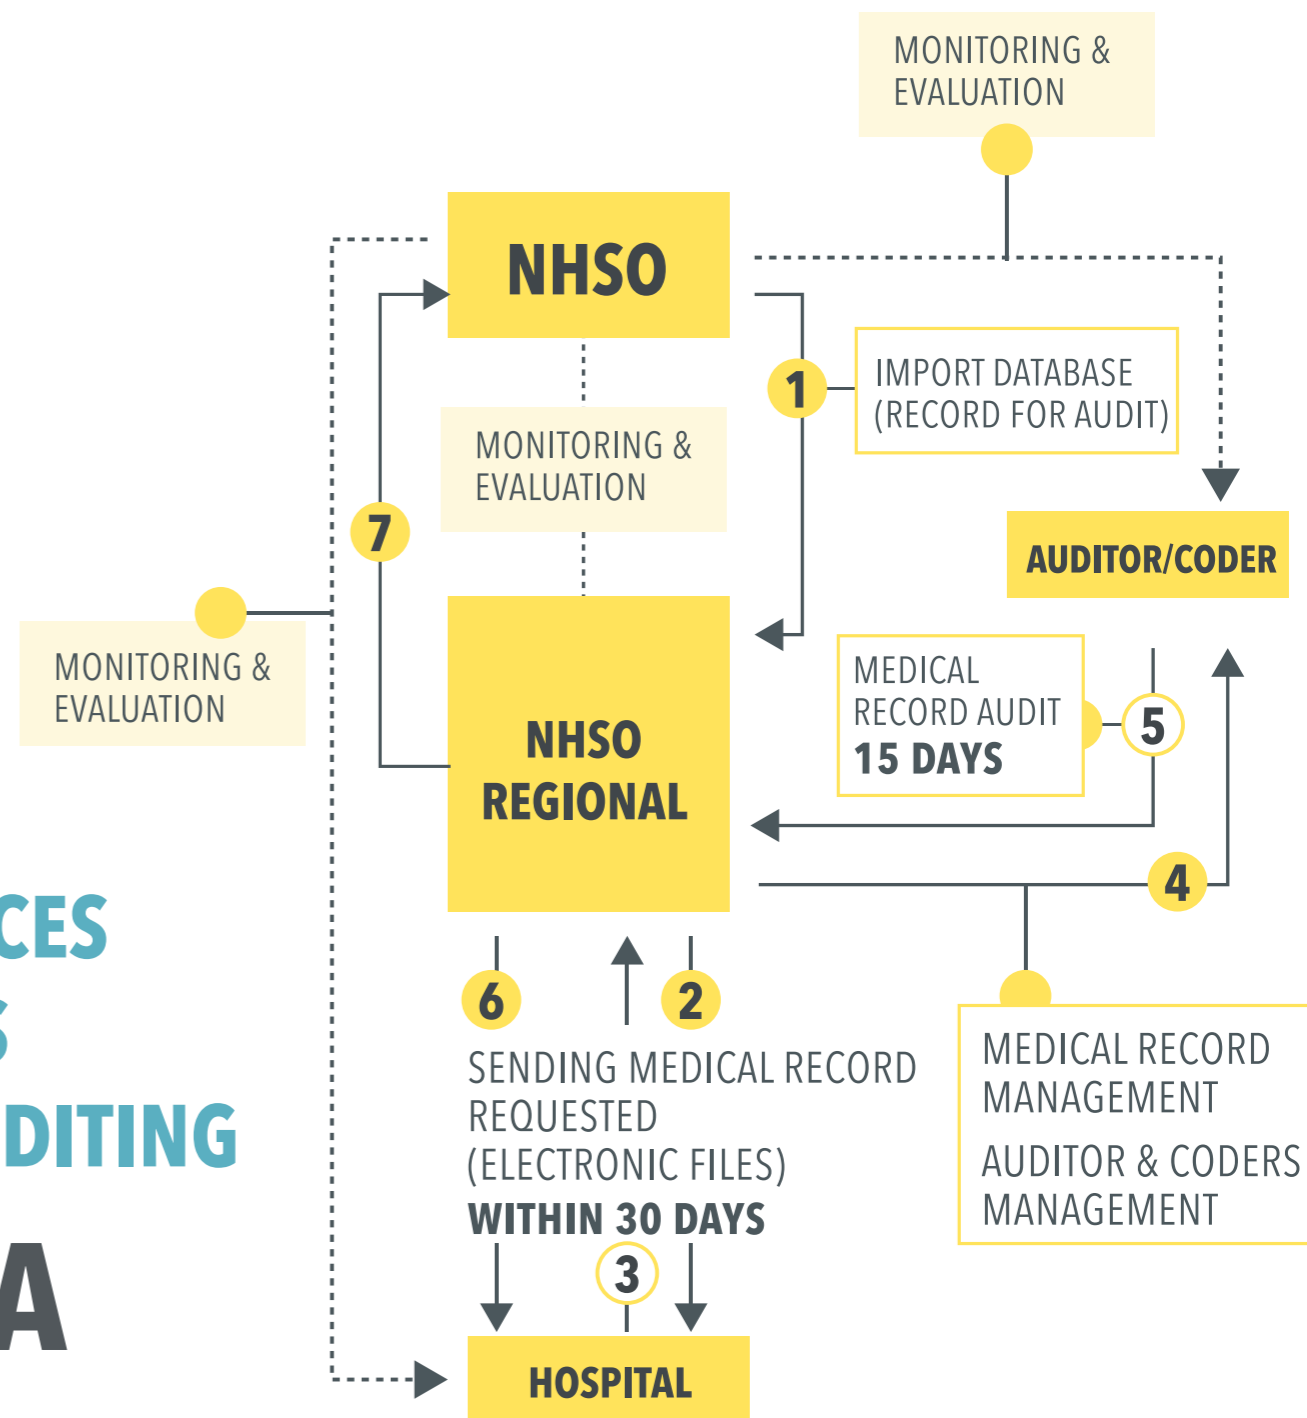 MONITORING &
EVALUATION
NHSO
1
IMPORT DATABASE
(RECORD FOR AUDIT)
MONITORING &
EVALUATION
7
AUDITOR/CODER
MONITORING &
EVALUATION
MEDICAL
RECORD AUDIT
15 DAYS
5
NHSO
REGIONAL
4
CES
S
DITING
A
6
2
SENDING MEDICAL RECORD
REQUESTED
(ELECTRONIC FILES)
WITHIN 30 DAYS
3
MEDICAL RECORD
MANAGEMENT
AUDITOR & CODERS
MANAGEMENT
HOSPITAL